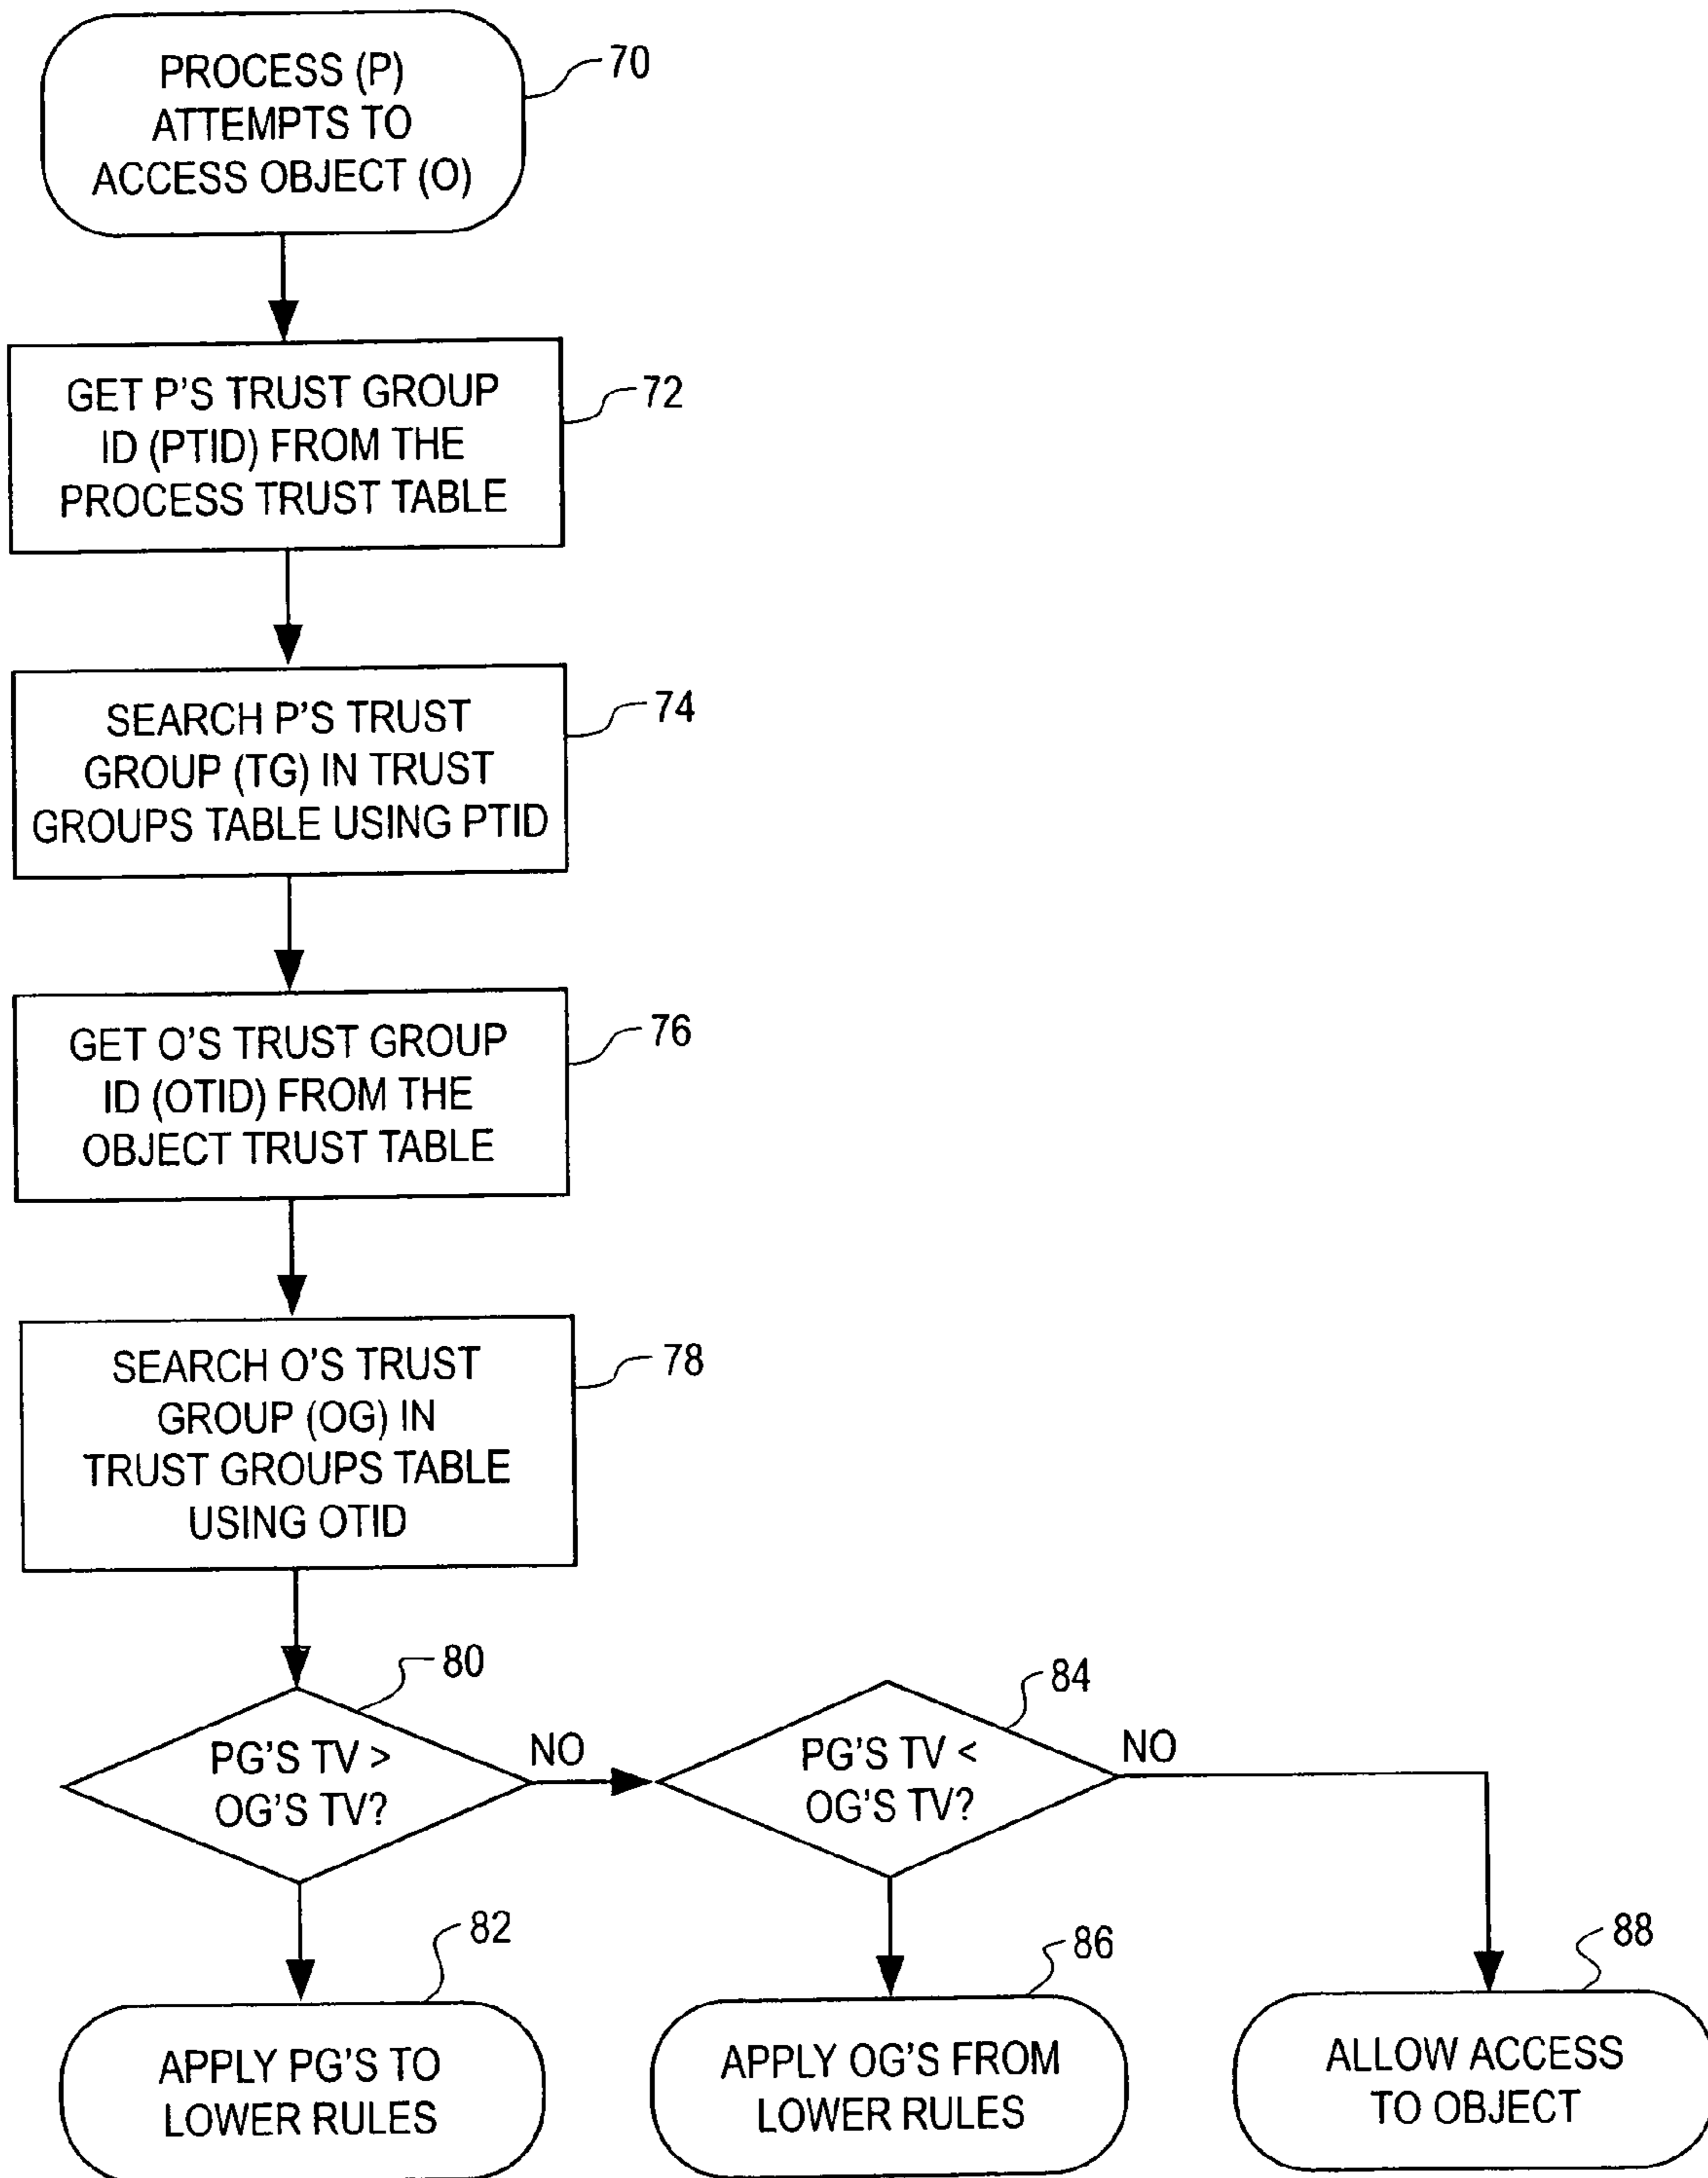 PROCESS (P)
ATTEMPTS TO
ACCESS OBJECT (O)
70
GET P'S TRUST GROUP
ID (PTID) FROM THE
PROCESS TRUST TABLE
72
SEARCH P'S TRUST
GROUP (TG) IN TRUST
GROUPS TABLE USING PTID
74
GET O'S TRUST GROUP
ID (OTID) FROM THE
OBJECT TRUST TABLE
76
SEARCH O'S TRUST
GROUP (OG) IN
TRUST GROUPS TABLE
USING OTID
78
PG'S TV >
OG'S TV?
80
NO
PG'S TV <
OG'S TV?
84
NO
APPLY PG'S TO
LOWER RULES
82
APPLY OG'S FROM
LOWER RULES
86
ALLOW ACCESS
TO OBJECT
88